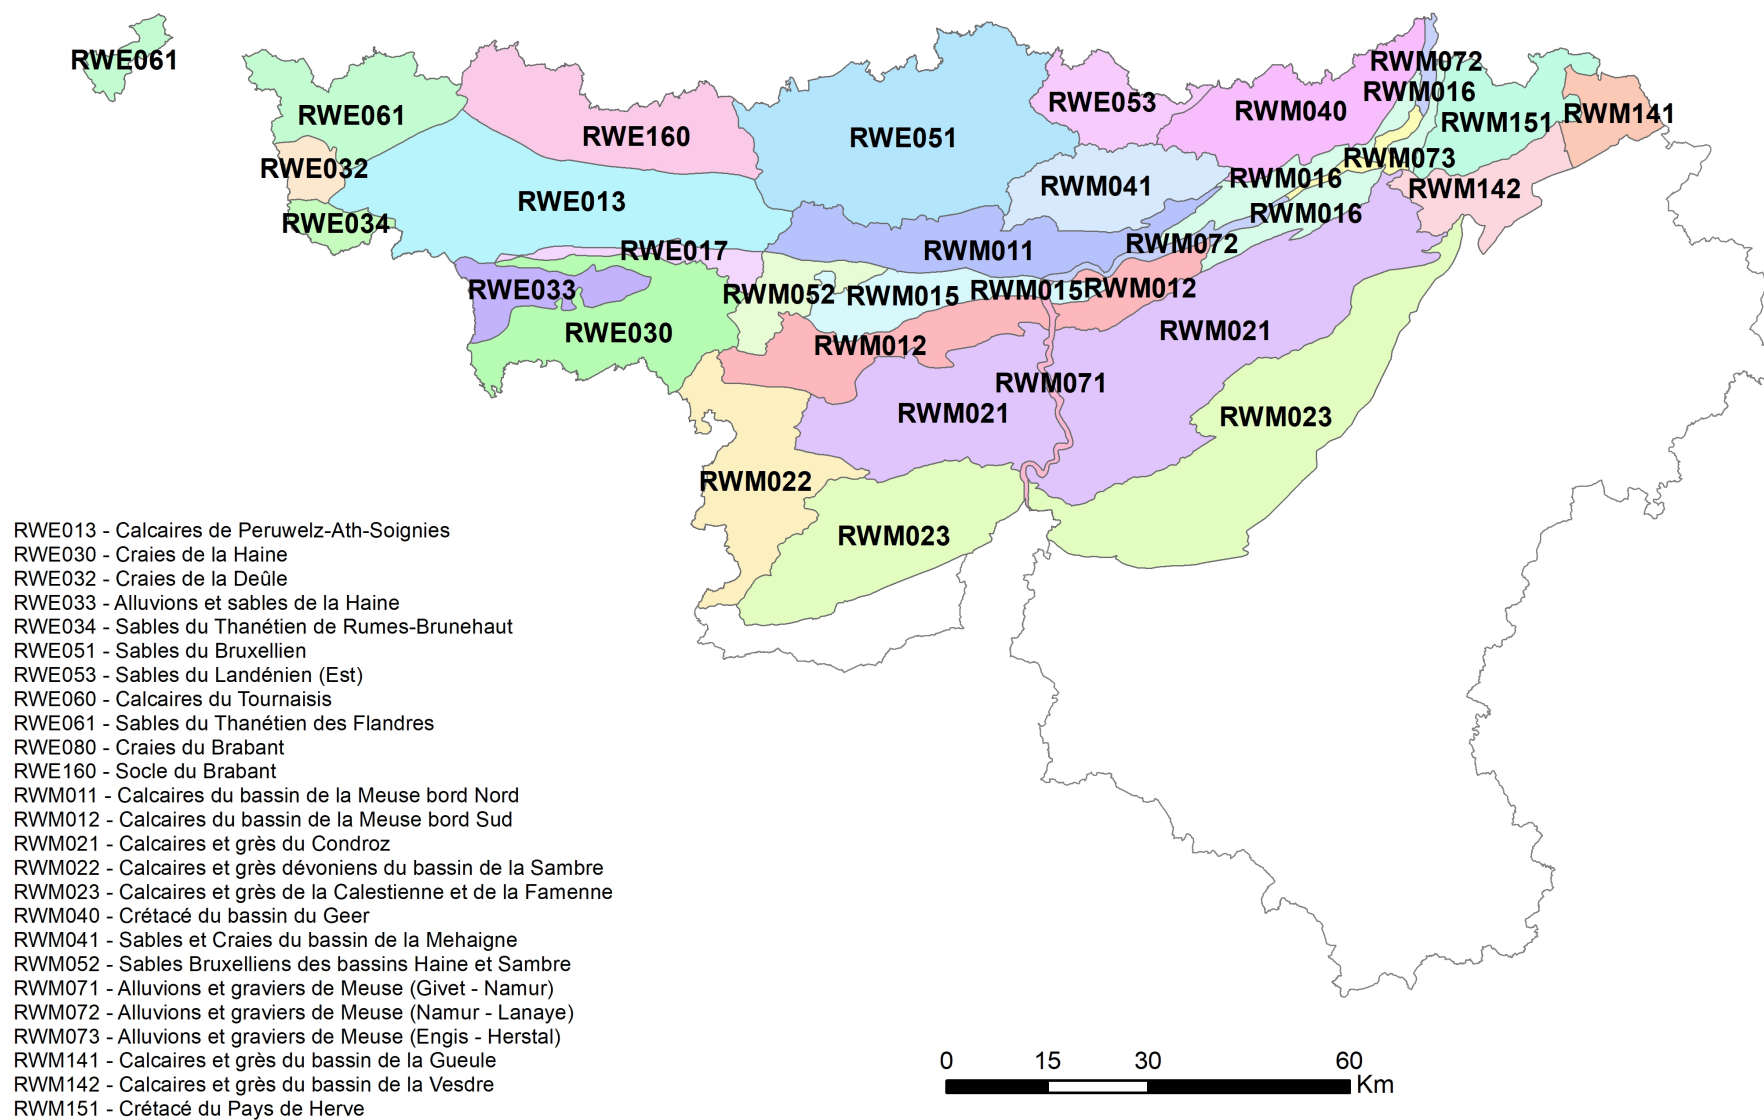 RWE061
RWE061
RWE160
RWE051
RWE053
RWM040
RWM072
RWM016
RWM151
RWM141
RWE032
RWE034
RWE013
RWM041
RWM016
RWM073
RWM142
RWM016
RWE017
RWM011
RWM072
RWE033
RWM052
RWM015
RWM015
RWM012
RWE030
RWM012
RWM021
RWM071
RWM021
RWM023
RWM022
RWM023
RWE013 - Calcaires de Peruwelz-Ath-Soignies
RWE030 - Craies de la Haine
RWE032 - Craies de la Deûle
RWE033 - Alluvions et sables de la Haine
RWE034 - Sables du Thanétien de Rumes-Brunehaut
RWE051 - Sables du Bruxellien
RWE053 - Sables du Landénien (Est)
RWE060 - Calcaires du Tournaisis
RWE061 - Sables du Thanétien des Flandres
RWE080 - Craies du Brabant
RWE160 - Socle du Brabant
RWM011 - Calcaires du bassin de la Meuse bord Nord
RWM012 - Calcaires du bassin de la Meuse bord Sud
RWM021 - Calcaires et grès du Condroz
RWM022 - Calcaires et grès dévoniens du bassin de la Sambre
RWM023 - Calcaires et grès de la Calestienne et de la Famenne
RWM040 - Crétacé du bassin du Geer
RWM041 - Sables et Craies du bassin de la Mehaigne
RWM052 - Sables Bruxelliens des bassins Haine et Sambre
RWM071 - Alluvions et graviers de Meuse (Givet - Namur)
RWM072 - Alluvions et graviers de Meuse (Namur - Lanaye)
RWM073 - Alluvions et graviers de Meuse (Engis - Herstal)
RWM141 - Calcaires et grès du bassin de la Gueule
RWM142 - Calcaires et grès du bassin de la Vesdre
RWM151 - Crétacé du Pays de Herve
0 15 30 60
Km